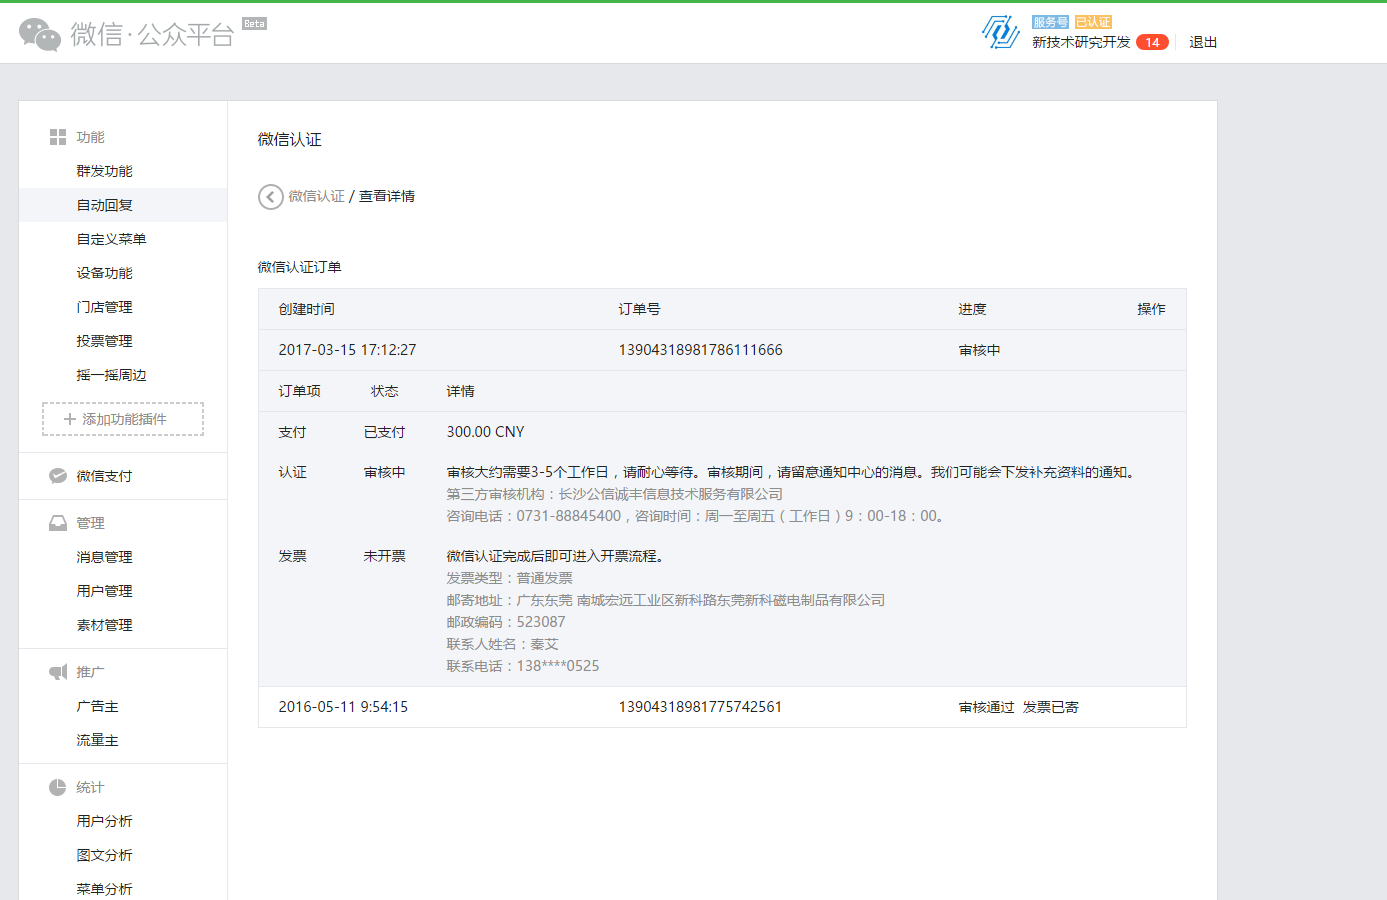 微信·公众平台 Beta
服务号 已认证
新技术研究开发 14 退出
功能
群发功能
自动回复
自定义菜单
设备功能
门店管理
投票管理
摇一摇周边
添加功能插件
微信支付
管理
消息管理
用户管理
素材管理
推广
广告主
流量主
统计
用户分析
图文分析
菜单分析
微信认证
微信认证 / 查看详情
微信认证订单
创建时间 订单号 进度 操作
2017-03-15 17:12:27 13904318981786111666 审核中
订单项 状态 详情
支付 已支付 300.00 CNY
认证 审核中 审核大约需要3-5个工作日，请耐心等待。审核期间，请留意通知中心的消息。我们可能会下发补充资料的通知。
第三方审核机构：长沙公信诚丰信息技术服务有限公司
咨询电话：0731-88845400，咨询时间：周一至周五（工作日）9：00-18：00。
发票 未开票 微信认证完成后即可进入开票流程。
发票类型：普通发票
邮寄地址：广东东莞 南城宏远工业区新科路东莞新科磁电制品有限公司
邮政编码：523087
联系人姓名：秦艾
联系电话：138****0525
2016-05-11 9:54:15 13904318981775742561 审核通过 发票已寄